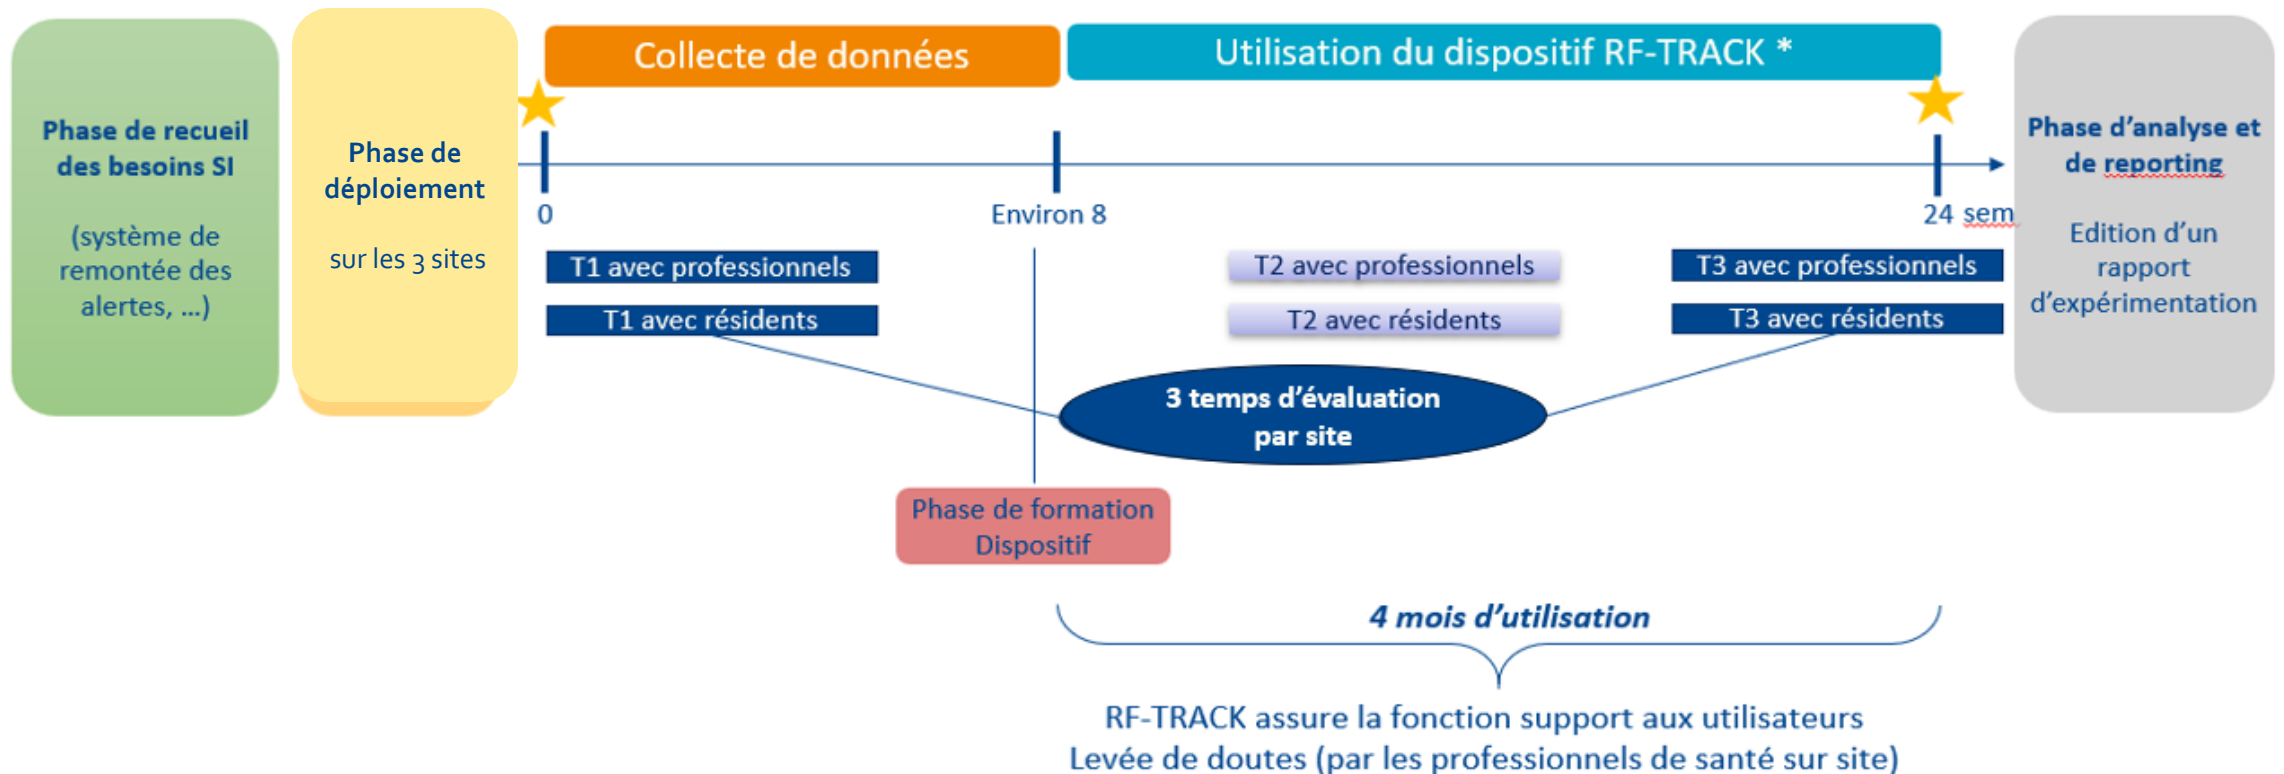 Phase de recueil
des besoins SI
(système de
remontée des
alertes, ...)
Phase de
déploiement
sur les 3 sites
Collecte de données
Utilisation du dispositif RF-TRACK *
0
Environ 8
24 sem
T1 avec professionnels
T1 avec résidents
T2 avec professionnels
T2 avec résidents
T3 avec professionnels
T3 avec résidents
3 temps d'évaluation
par site
Phase de formation
Dispositif
4 mois d'utilisation
RF-TRACK assure la fonction support aux utilisateurs
Levée de doutes (par les professionnels de santé sur site)
Phase d'analyse et
de reporting
Edition d'un
rapport
d'expérimentation